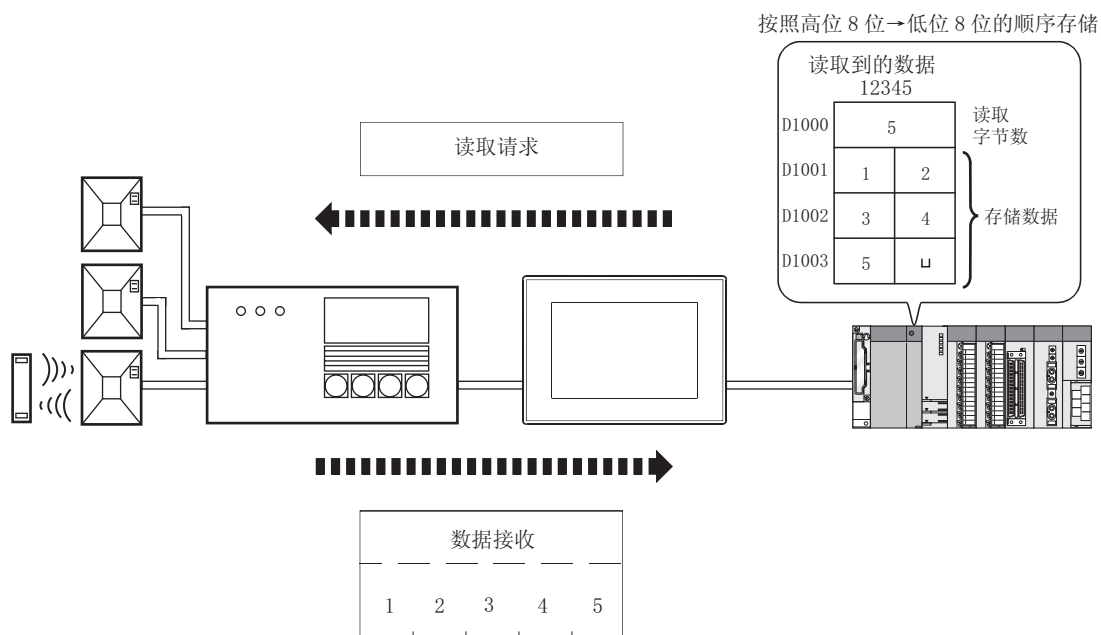 按照高位 8 位→低位 8 位的顺序存储
读取到的数据
12345
D1000 5 读取字节数
D1001 1 2
D1002 3 4 存储数据
D1003 5 ⊔
读取请求
数据接收
1 2 3 4 5